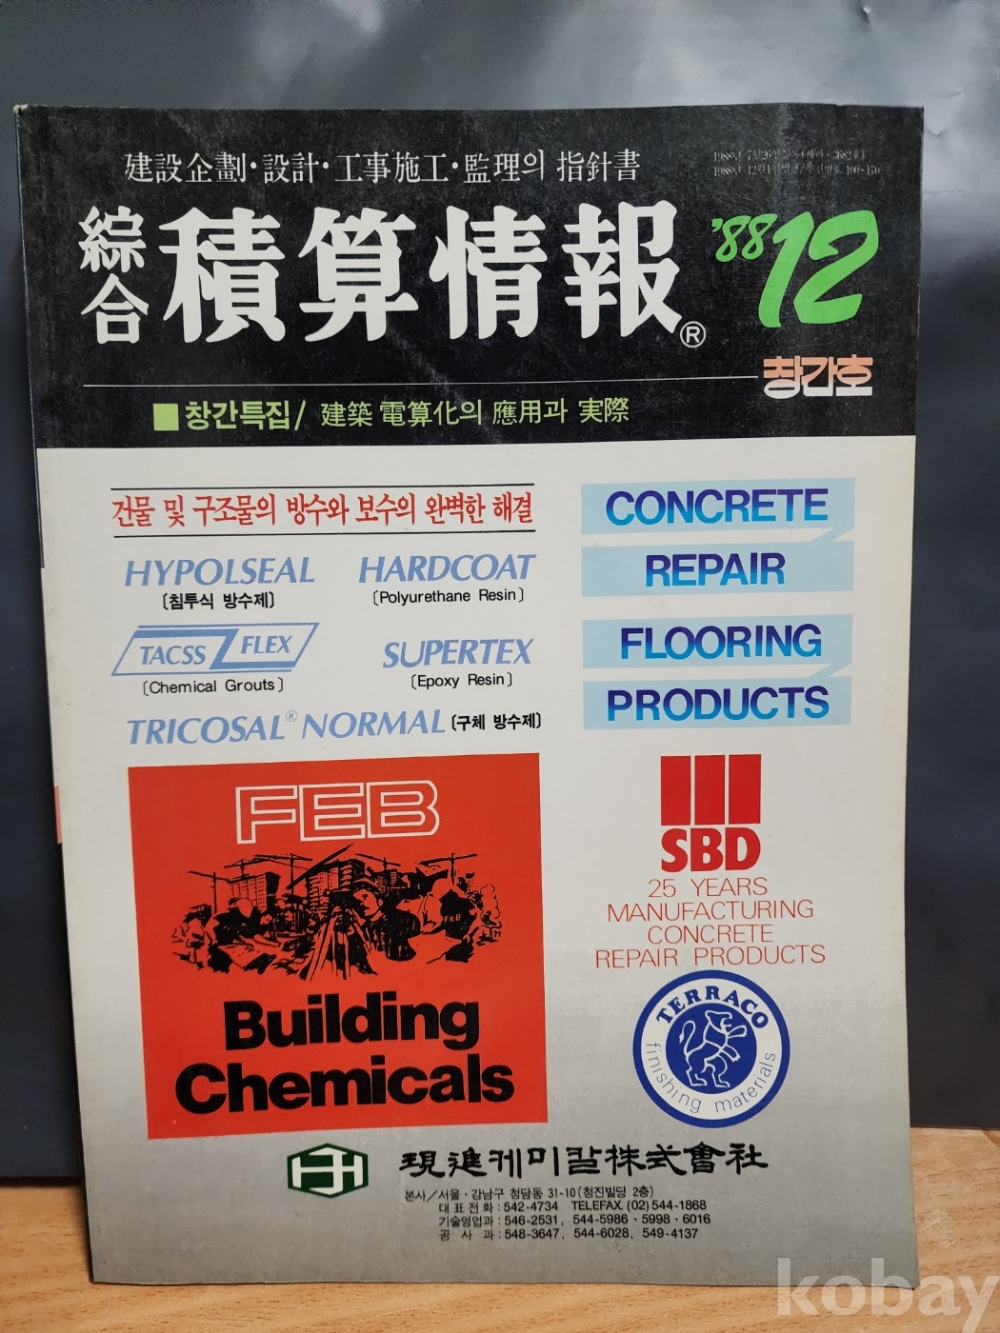 建設企劃·設計·工事施工·監理의 指針書
綜合 積算情報®
'88 12
창간호
■ 창간특집/ 建築 電算化의 應用과 実際
건물 및 구조물의 방수와 보수의 완벽한 해결
HYPOLSEAL
(침투식 방수제)
HARDCOAT
(Polyurethane Resin)
TACSS FLEX
(Chemical Grouts)
SUPERTEX
(Epoxy Resin)
TRICOSAL® NORMAL (구체 방수제)
CONCRETE
REPAIR
FLOORING
PRODUCTS
FEB
FEB
Building
Chemicals
SBD
25 YEARS
MANUFACTURING
CONCRETE
REPAIR PRODUCTS
TERRACO
finishing materials
現進케미칼株式會社
본사/서울·강남구 청담동 31-10(청진빌딩 2층)
대표전화:542-4734 TELEFAX.(02)544-1868
기술영업과:546-2531, 544-5986·5998·6016
공사과:548-3647, 544-6028, 549-4137
kobay